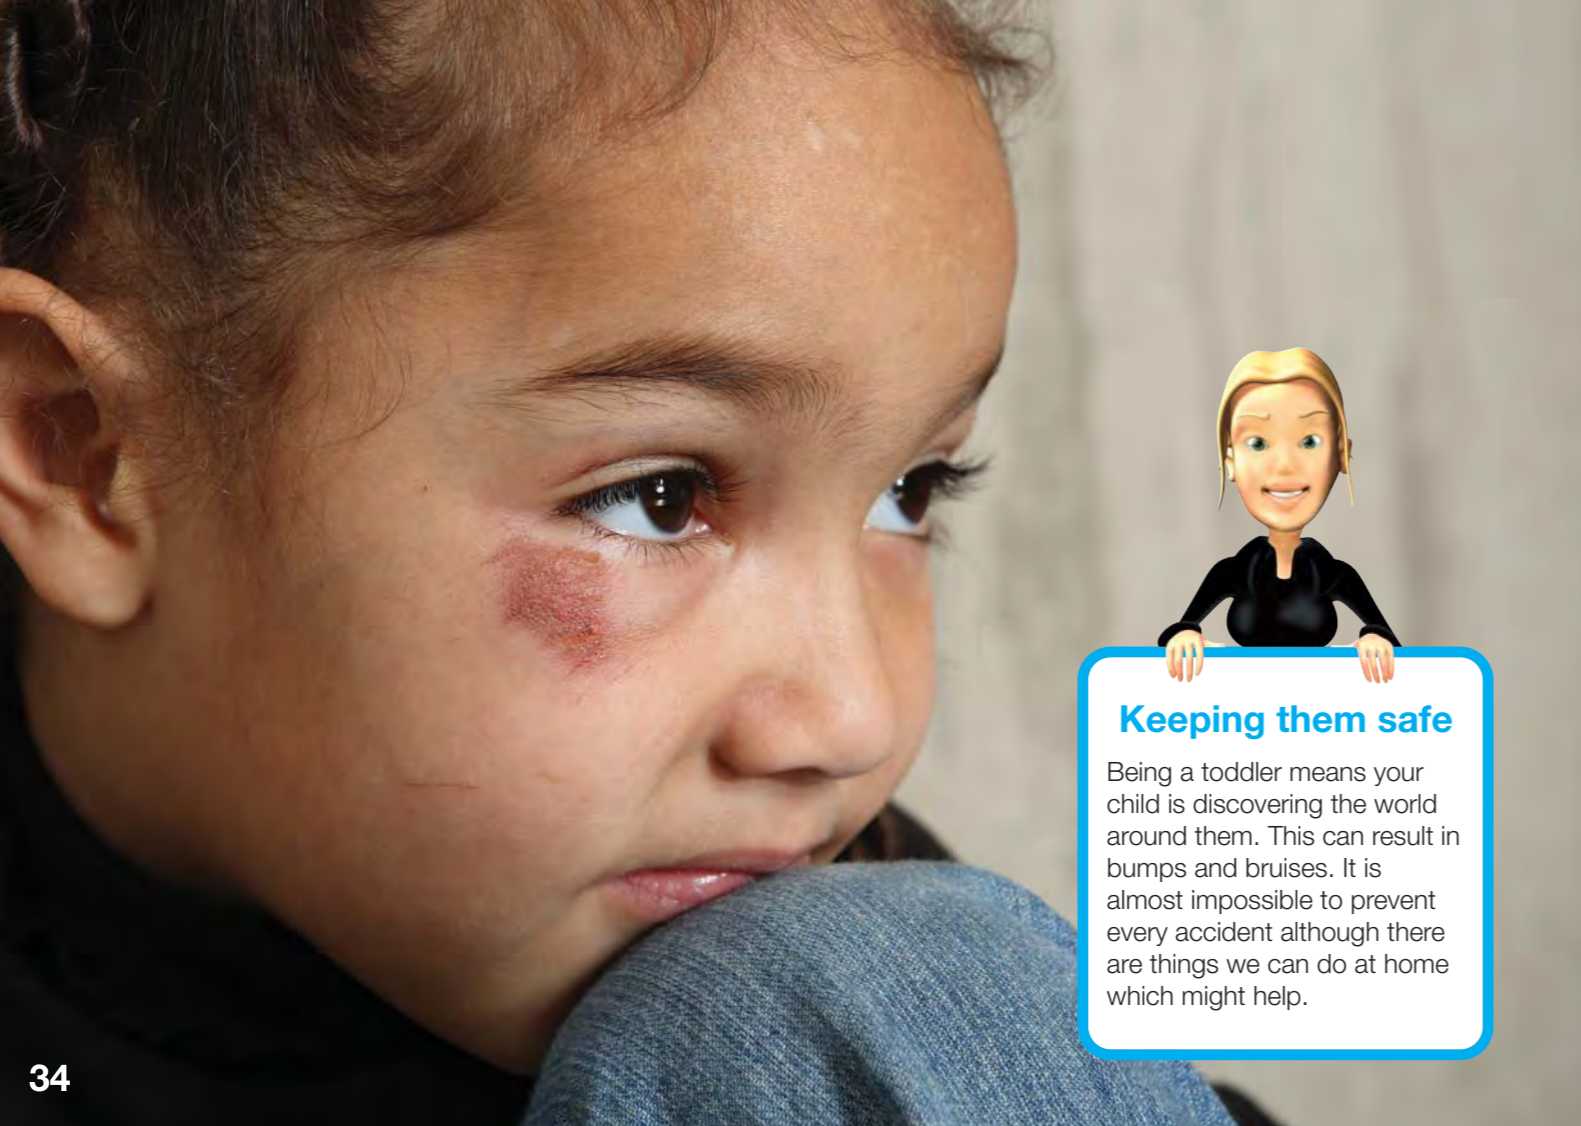 Keeping them safe
Being a toddler means your
child is discovering the world
around them. This can result in
bumps and bruises. It is
almost impossible to prevent
every accident although there
are things we can do at home
which might help.
34